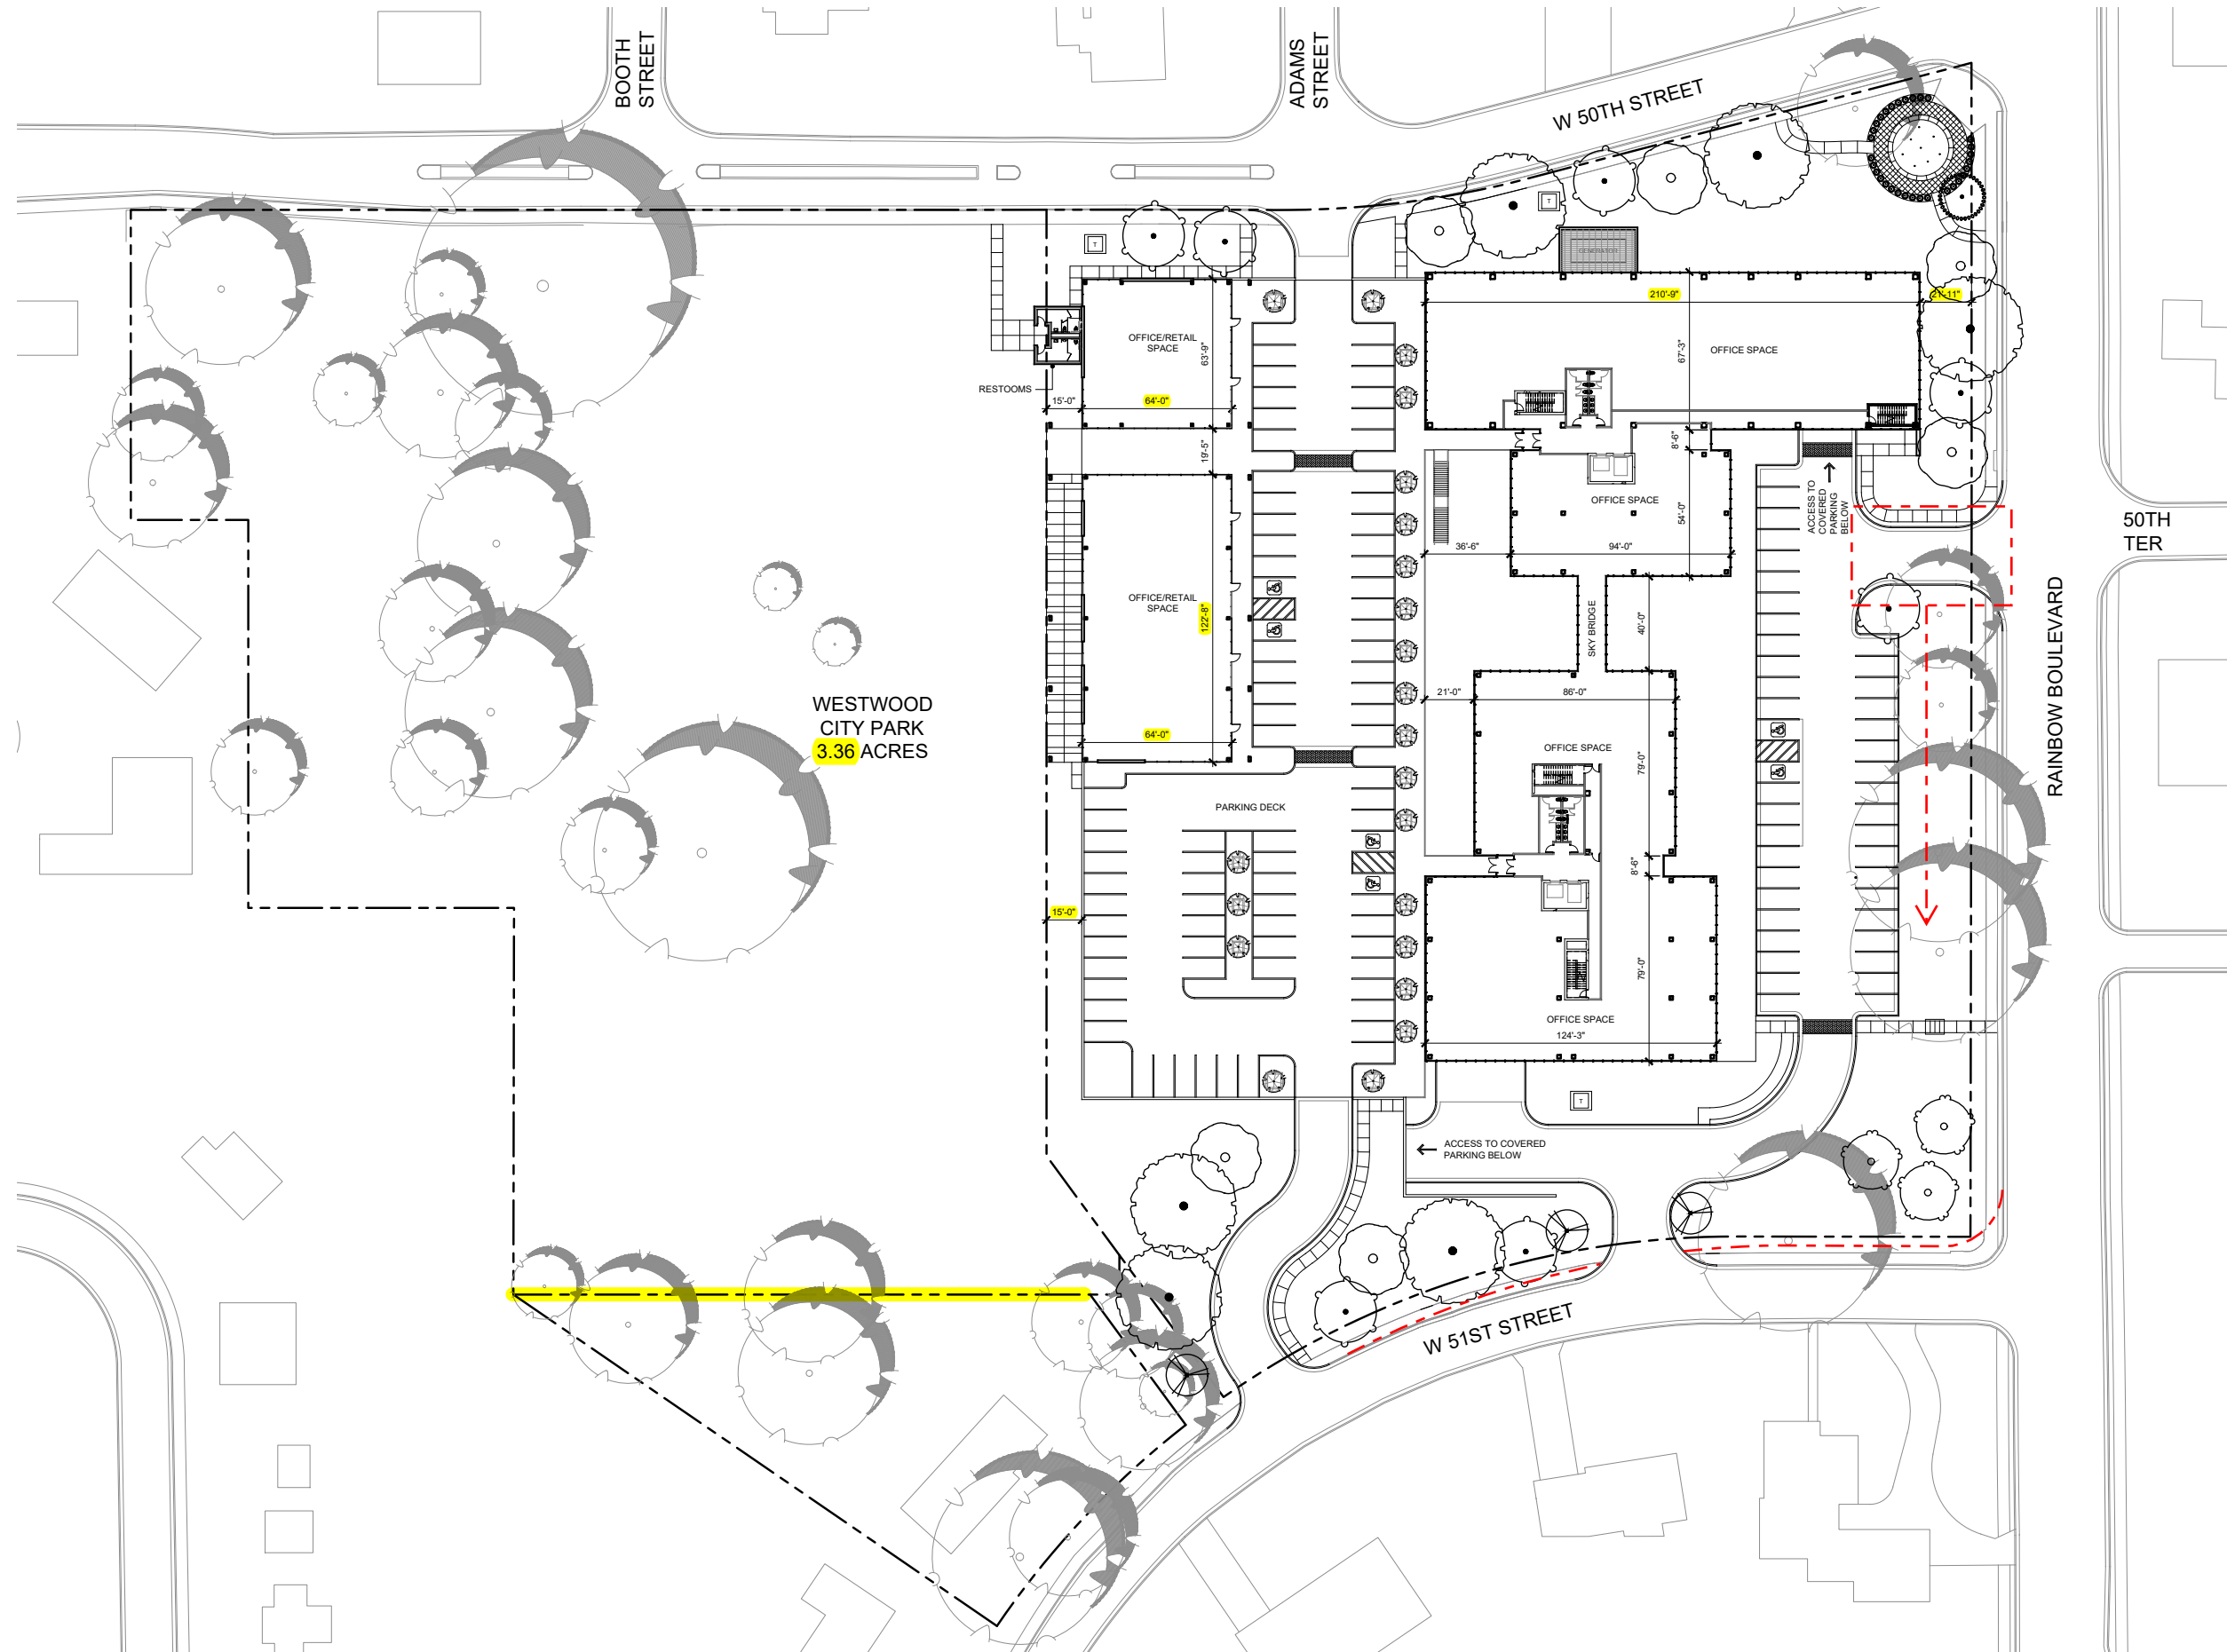 BOOTH
STREET
ADAMS
STREET
W 50TH STREET
T
T
GENERATOR
210'-9"
21'-11"
OFFICE/RETAIL
SPACE
63'-9"
67'-3"
OFFICE SPACE
RESTOOMS
15'-0"
64'-0"
19'-5"
8'-6"
OFFICE SPACE
54'-0"
ACCESS TO
COVERED
PARKING
BELOW
50TH
TER
36'-6"
94'-0"
OFFICE/RETAIL
SPACE
122'-8"
SKY BRIDGE
40'-0"
RAINBOW BOULEVARD
WESTWOOD
CITY PARK
3.36 ACRES
21'-0"
86'-0"
64'-0"
OFFICE SPACE
79'-0"
PARKING DECK
8'-6"
15'-0"
79'-0"
OFFICE SPACE
124'-3"
T
ACCESS TO COVERED
PARKING BELOW
W 51ST STREET